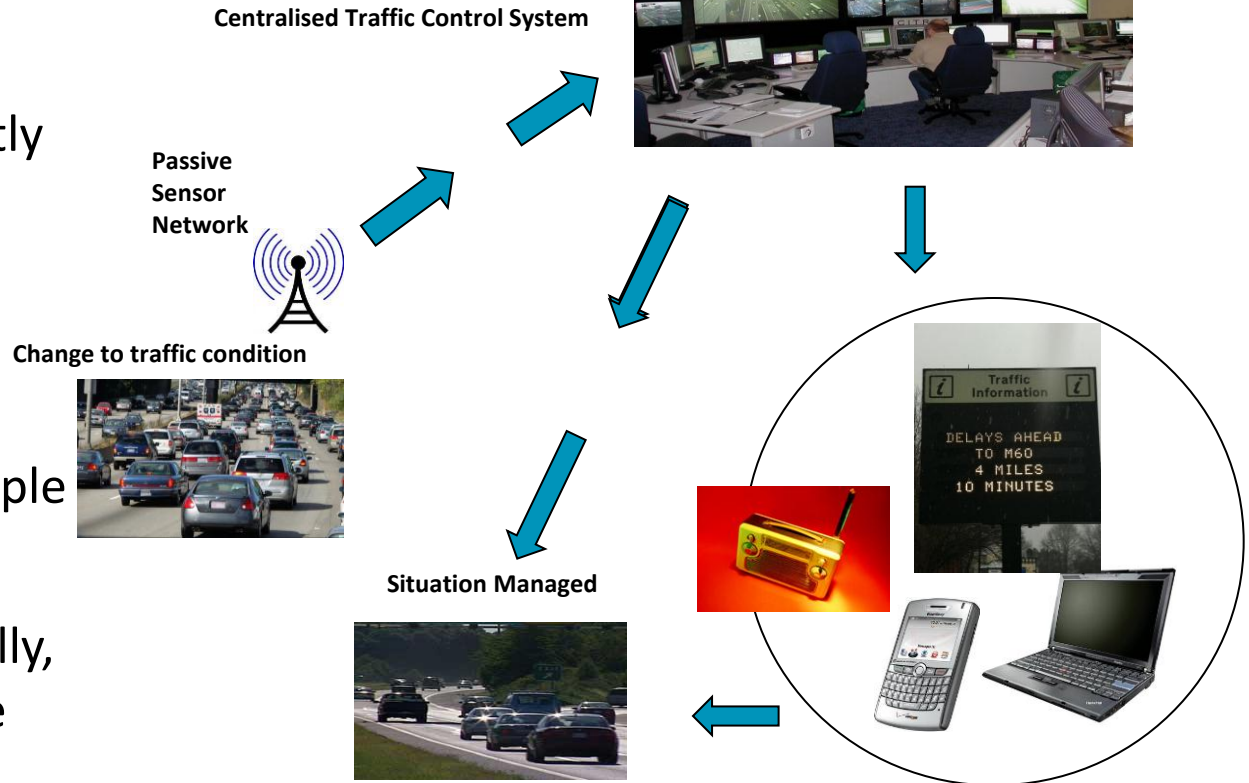 Centralised Traffic Control System
tly
Passive
Sensor
Network
Change to traffic condition
ple
Situation Managed
lly,
e
i Traffic i
Information
DELAYS AHEAD
TO M60
4 MILES
10 MINUTES